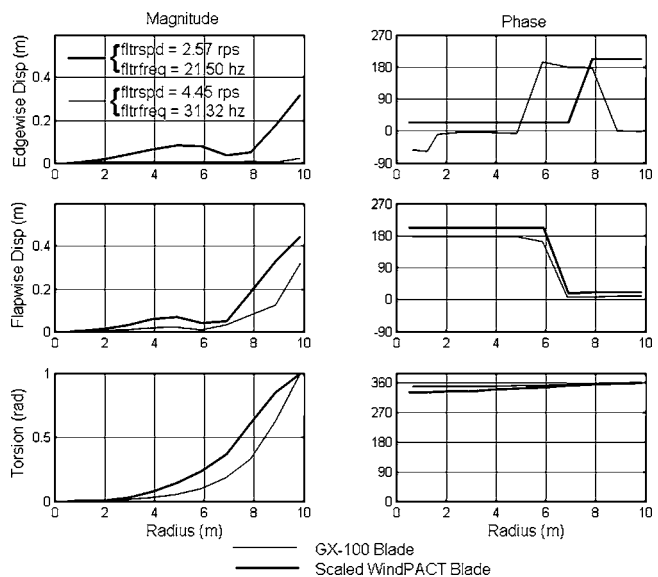 Magnitude
Phase
Edgewise Disp (m)
0.4
0.2
0
0 2 4 6 8 10
fltrspd = 2.57 rps
fltrfreq = 21.50 hz
fltrspd = 4.45 rps
fltrfreq = 31.32 hz
270
180
90
0
-90
0 2 4 6 8 10
Flapwise Disp (m)
0.4
0.2
0
0 2 4 6 8 10
270
180
90
0
-90
0 2 4 6 8 10
Torsion (rad)
1
0.5
0
0 2 4 6 8 10
Radius (m)
360
270
180
90
0
0 2 4 6 8 10
Radius (m)
GX-100 Blade
Scaled WindPACT Blade